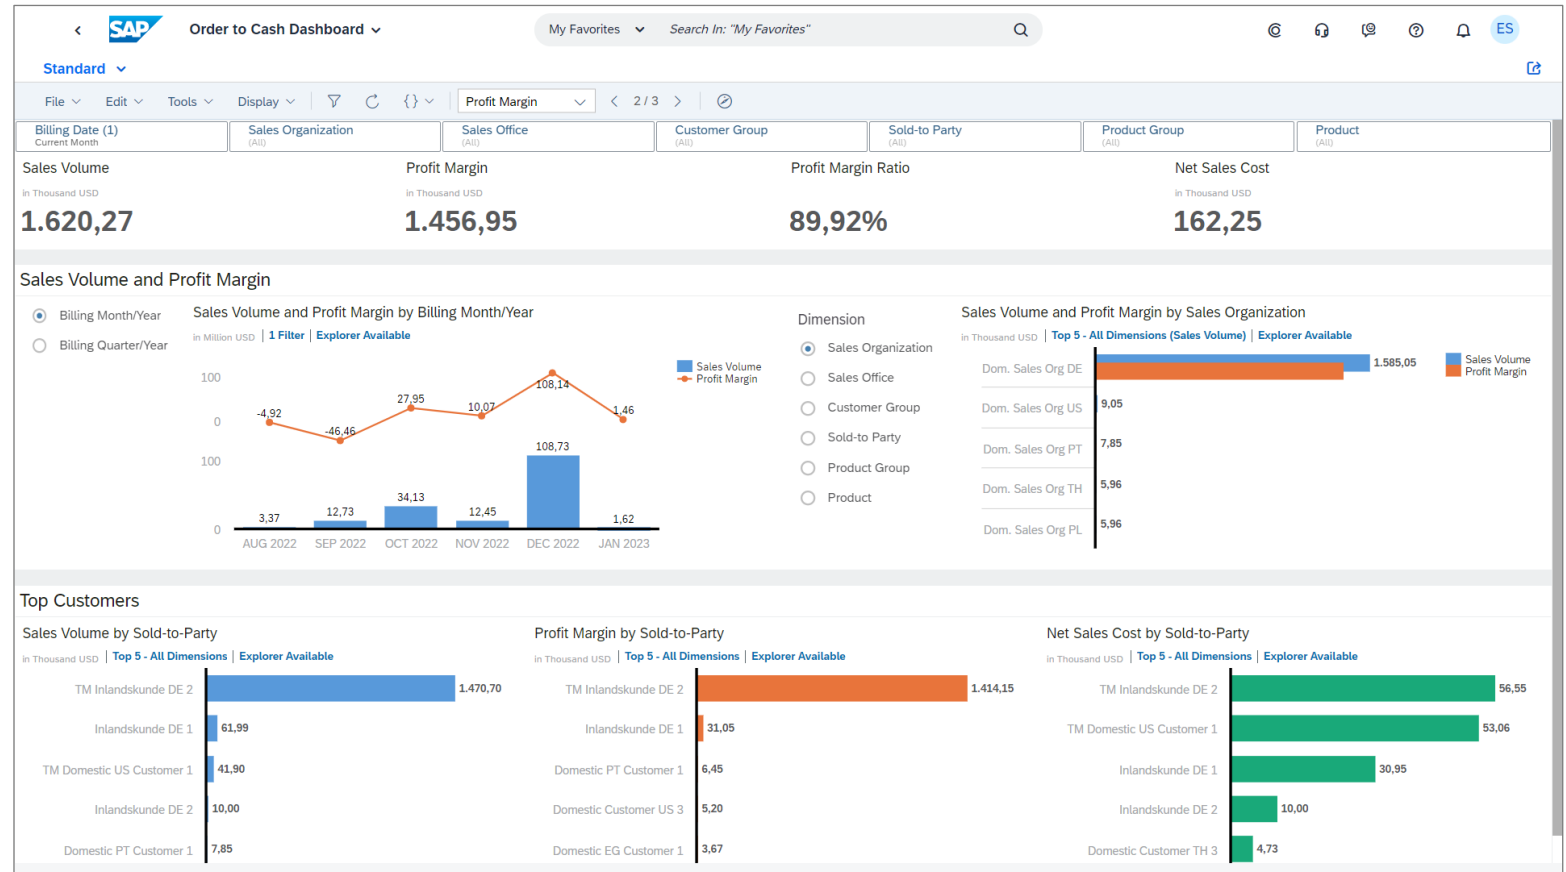 SAP Order to Cash Dashboard My Favorites Search In: "My Favorites" ES
Standard
File Edit Tools Display { } Profit Margin 2 / 3
Billing Date (1) Sales Organization Sales Office Customer Group Sold-to Party Product Group Product
Current Month (All) (All) (All) (All) (All) (All)
Sales Volume Profit Margin Profit Margin Ratio Net Sales Cost
in Thousand USD in Thousand USD in Thousand USD
1.620,27 1.456,95 89,92% 162,25
Sales Volume and Profit Margin
Billing Month/Year
Billing Quarter/Year
Sales Volume and Profit Margin by Billing Month/Year
in Million USD | 1 Filter | Explorer Available
Sales Volume
Profit Margin
100
0
-4,92 -46,46 27,95 10,07 108,14 1,46
100
0
3,37 12,73 34,13 12,45 108,73 1,62
AUG 2022 SEP 2022 OCT 2022 NOV 2022 DEC 2022 JAN 2023
Dimension
Sales Organization
Sales Office
Customer Group
Sold-to Party
Product Group
Product
Sales Volume and Profit Margin by Sales Organization
in Thousand USD | Top 5 - All Dimensions (Sales Volume) | Explorer Available
Sales Volume
Profit Margin
Dom. Sales Org DE 1.585,05
Dom. Sales Org US 9,05
Dom. Sales Org PT 7,85
Dom. Sales Org TH 5,96
Dom. Sales Org PL 5,96
Top Customers
Sales Volume by Sold-to-Party
in Thousand USD | Top 5 - All Dimensions | Explorer Available
TM Inlandskunde DE 2 1.470,70
Inlandskunde DE 1 61,99
TM Domestic US Customer 1 41,90
Inlandskunde DE 2 10,00
Domestic PT Customer 1 7,85
Profit Margin by Sold-to-Party
in Thousand USD | Top 5 - All Dimensions | Explorer Available
TM Inlandskunde DE 2 1.414,15
Inlandskunde DE 1 31,05
Domestic PT Customer 1 6,45
Domestic Customer US 3 5,20
Domestic EG Customer 1 3,67
Net Sales Cost by Sold-to-Party
in Thousand USD | Top 5 - All Dimensions | Explorer Available
TM Inlandskunde DE 2 56,55
TM Domestic US Customer 1 53,06
Inlandskunde DE 1 30,95
Inlandskunde DE 2 10,00
Domestic Customer TH 3 4,73